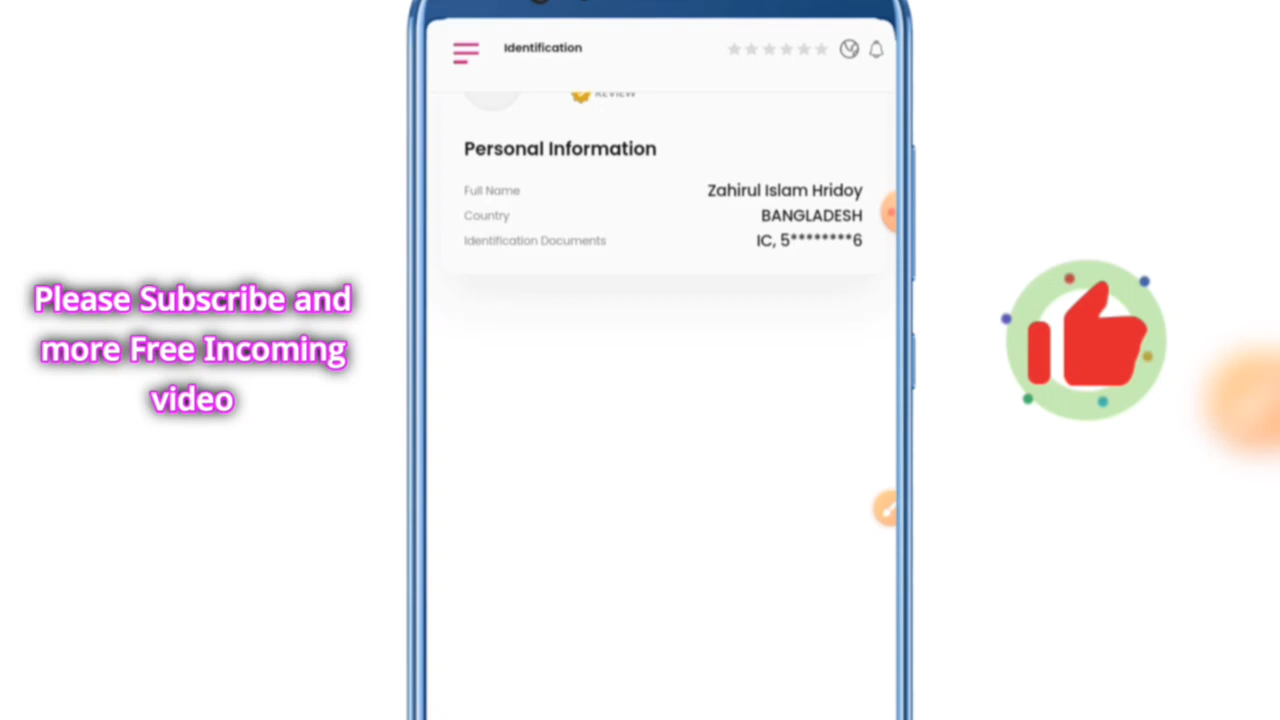 Identification
REVIEW
Personal Information
Full Name Zahirul Islam Hridoy
Country BANGLADESH
Identification Documents IC, 5********6
Please Subscribe and
more Free Incoming
video